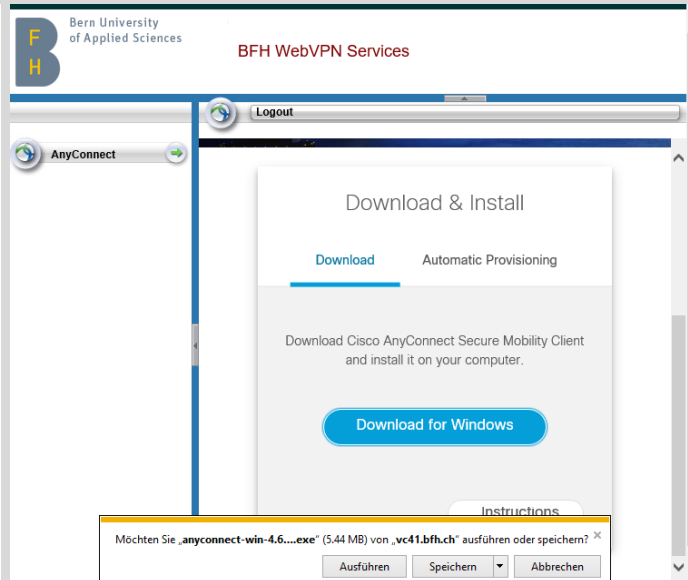 Bern University
of Applied Sciences
B
F
H
BFH WebVPN Services
Logout
AnyConnect
Download & Install
Download Automatic Provisioning
Download Cisco AnyConnect Secure Mobility Client
and install it on your computer.
Download for Windows
Instructions
Möchten Sie „anyconnect-win-4.6....exe“ (5.44 MB) von „vc41.bfh.ch“ ausführen oder speichern? ×
Ausführen Speichern Abbrechen